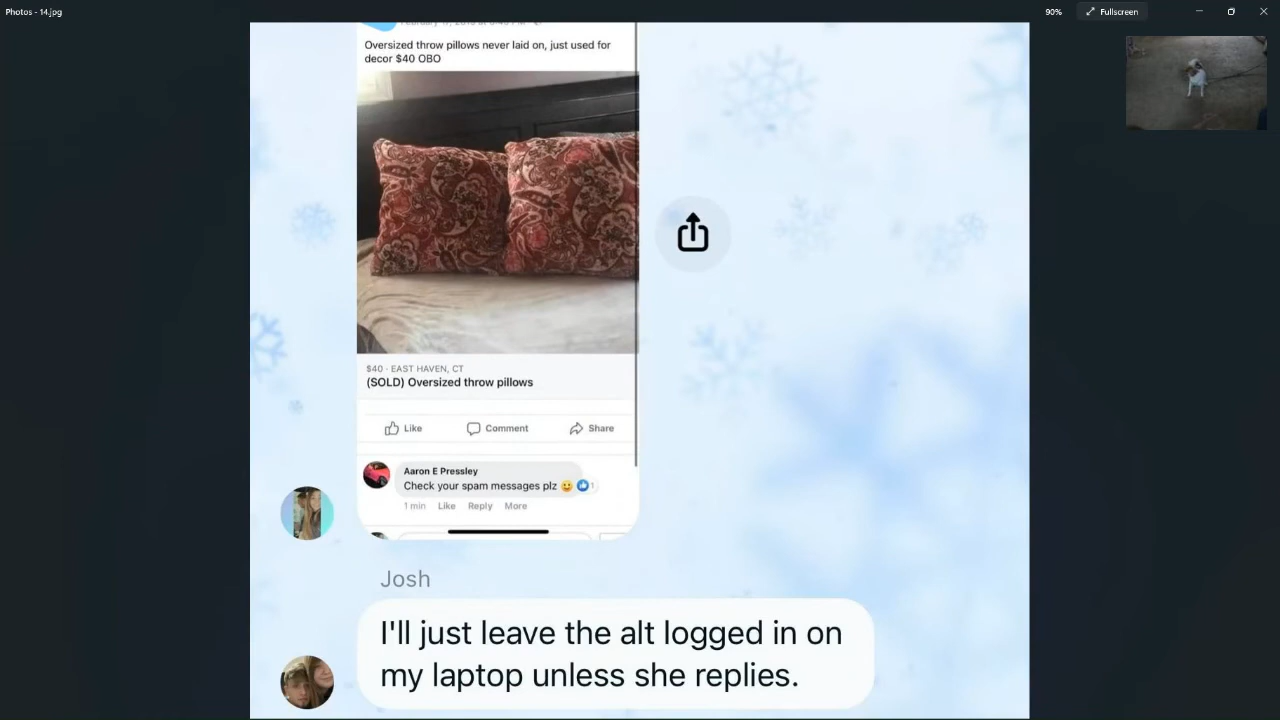 Photos - 14.jpg
90%
Fullscreen
Oversized throw pillows never laid on, just used for
decor $40 OBO
$40 · EAST HAVEN, CT
(SOLD) Oversized throw pillows
Like
Comment
Share
Aaron E Pressley
Check your spam messages plz 😃 👍 1
1 min Like Reply More
Josh
I'll just leave the alt logged in on
my laptop unless she replies.